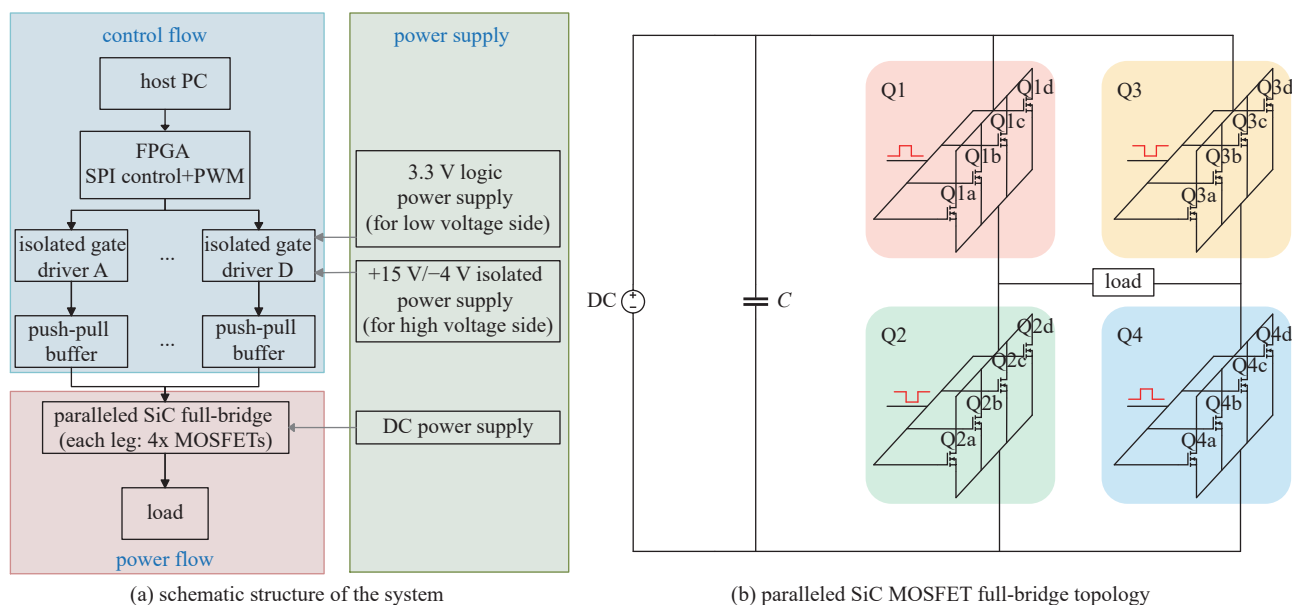 control flow
host PC
FPGA
SPI control+PWM
isolated gate
driver A
...
isolated gate
driver D
push-pull
buffer
...
push-pull
buffer
paralleled SiC full-bridge
(each leg: 4x MOSFETs)
load
power flow
power supply
3.3 V logic
power supply
(for low voltage side)
+15 V/−4 V isolated
power supply
(for high voltage side)
DC power supply
(a) schematic structure of the system
DC
C
Q1
Q1d
Q1c
Q1b
Q1a
Q3
Q3d
Q3c
Q3b
Q3a
load
Q2
Q2d
Q2c
Q2b
Q2a
Q4
Q4d
Q4c
Q4b
Q4a
(b) paralleled SiC MOSFET full-bridge topology